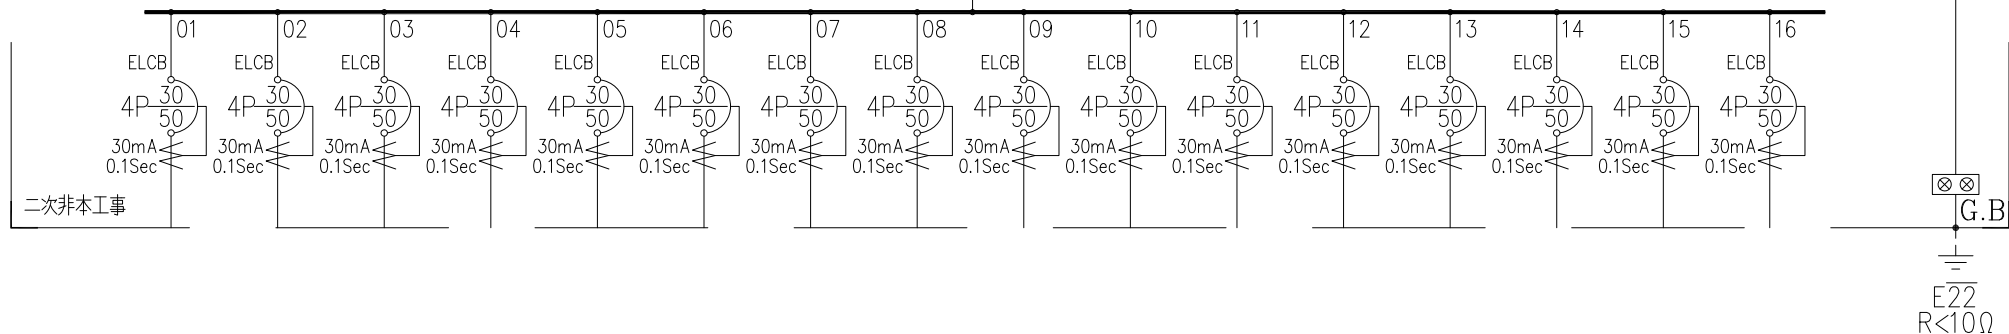 01 02 03 04 05 06 07 08 09 10 11 12 13 14 15 16
ELCB ELCB ELCB ELCB ELCB ELCB ELCB ELCB ELCB ELCB ELCB ELCB ELCB ELCB ELCB ELCB
30 30 30 30 30 30 30 30 30 30 30 30 30 30 30 30
4P 4P 4P 4P 4P 4P 4P 4P 4P 4P 4P 4P 4P 4P 4P 4P
50 50 50 50 50 50 50 50 50 50 50 50 50 50 50 50
30mA 30mA 30mA 30mA 30mA 30mA 30mA 30mA 30mA 30mA 30mA 30mA 30mA 30mA 30mA 30mA
0.1Sec 0.1Sec 0.1Sec 0.1Sec 0.1Sec 0.1Sec 0.1Sec 0.1Sec 0.1Sec 0.1Sec 0.1Sec 0.1Sec 0.1Sec 0.1Sec 0.1Sec 0.1Sec
二次非本工事
G.B
E22
R<10Ω